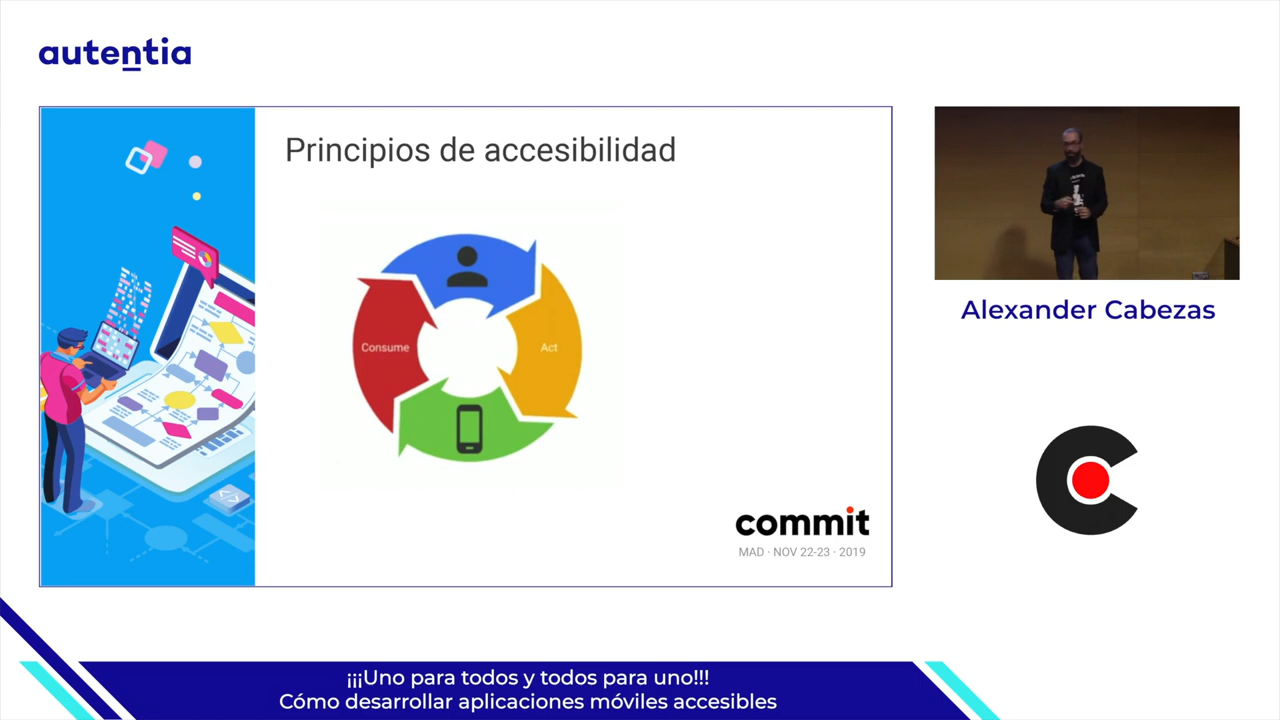 autentia
Principios de accesibilidad
Consume
Act
commit
MAD · NOV 22-23 · 2019
Alexander Cabezas
¡¡¡Uno para todos y todos para uno!!!
Cómo desarrollar aplicaciones móviles accesibles